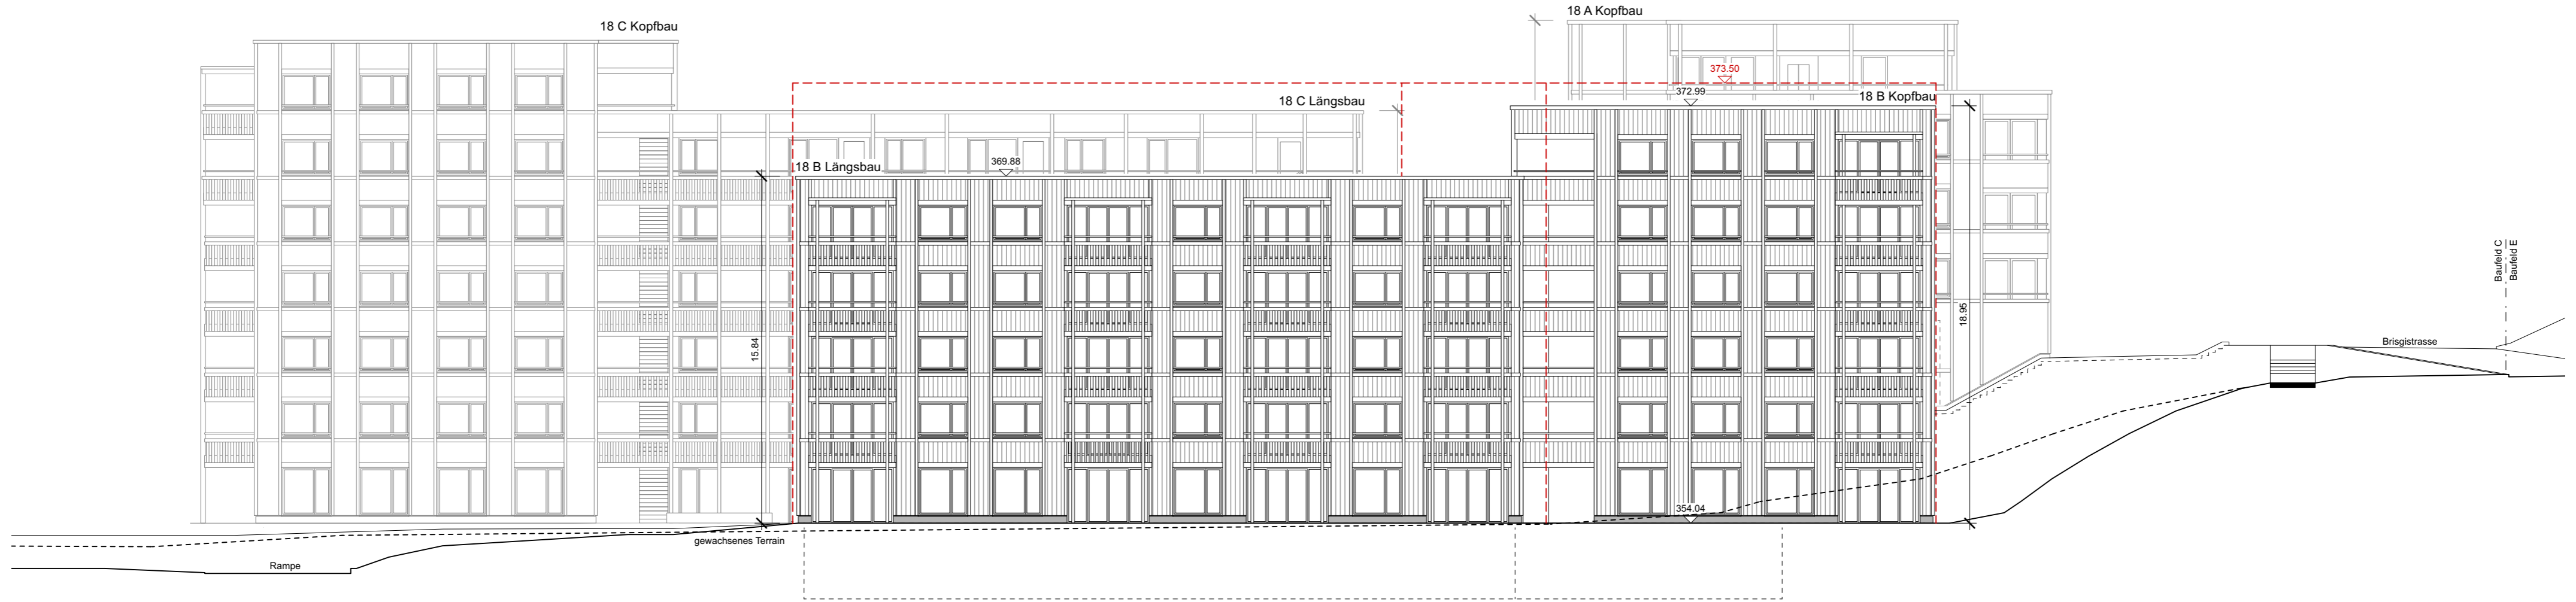 18 C Kopfbau
18 A Kopfbau
373.50
372.99
18 B Kopfbau
18 C Längsbau
18 B Längsbau
369.88
15.84
18.95
Baufeld C
Baufeld E
Brisgistrasse
354.04
gewachsenes Terrain
Rampe